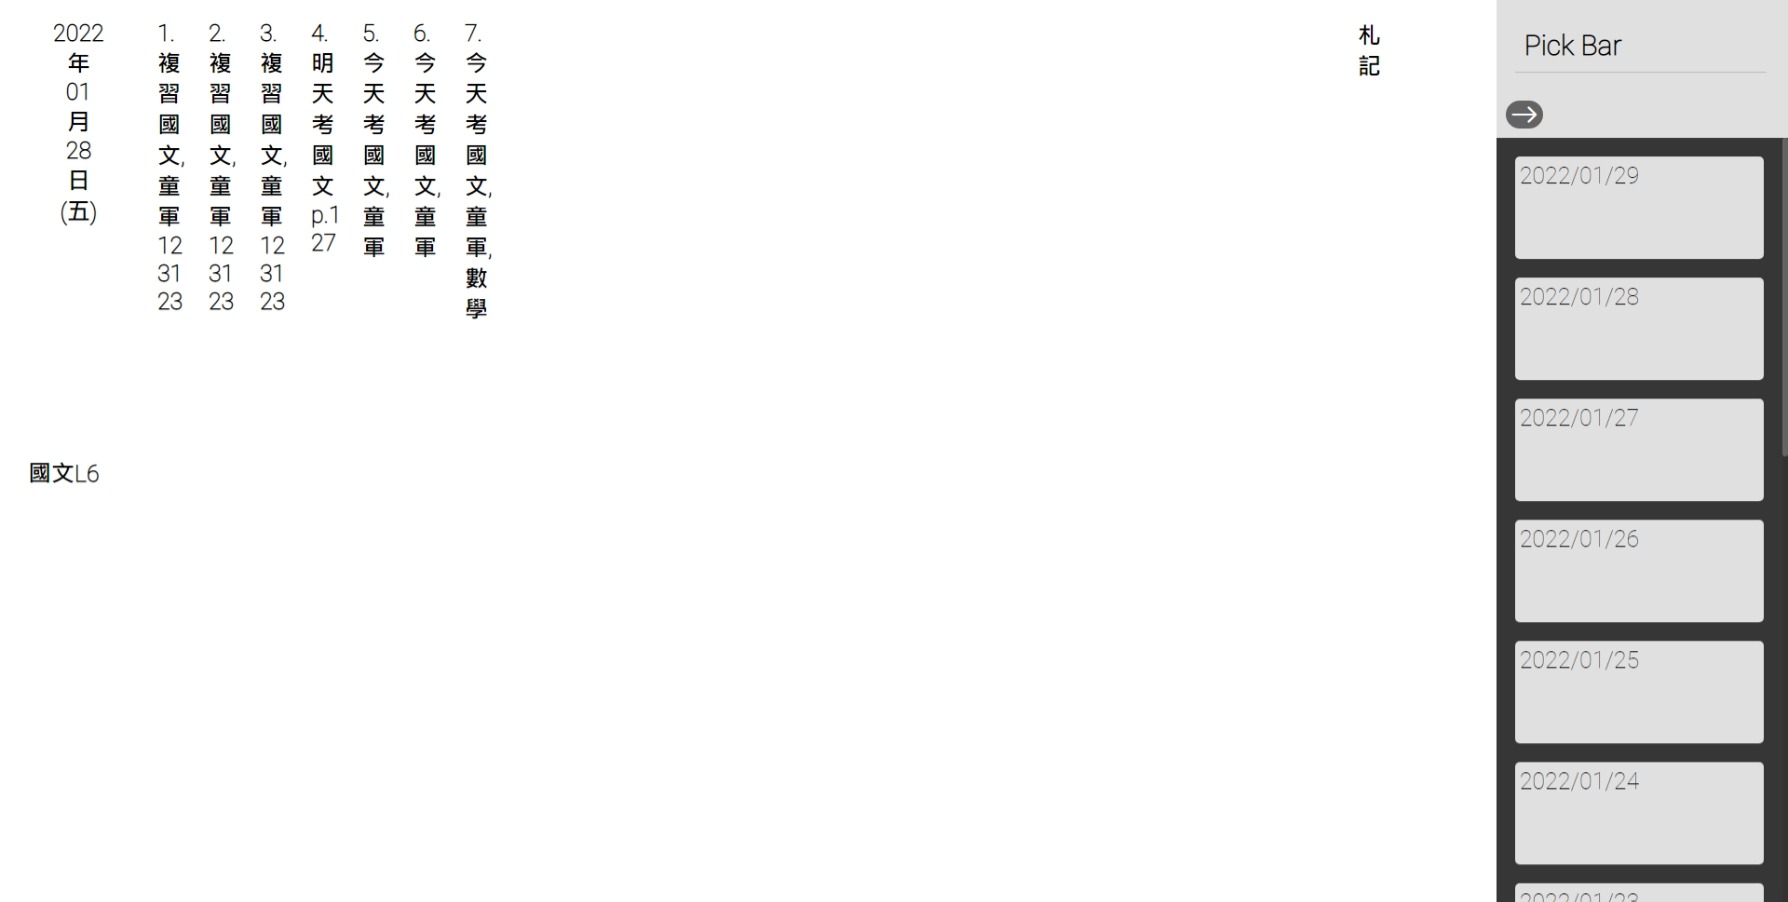 2022年01月28日(五)
1.複習國文,童軍123123
2.複習國文,童軍123123
3.複習國文,童軍123123
4.明天考國文p.127
5.今天考國文,童軍
6.今天考國文,童軍
7.今天考國文,童軍,數學
札記
國文L6
Pick Bar
2022/01/29
2022/01/28
2022/01/27
2022/01/26
2022/01/25
2022/01/24
2022/01/23